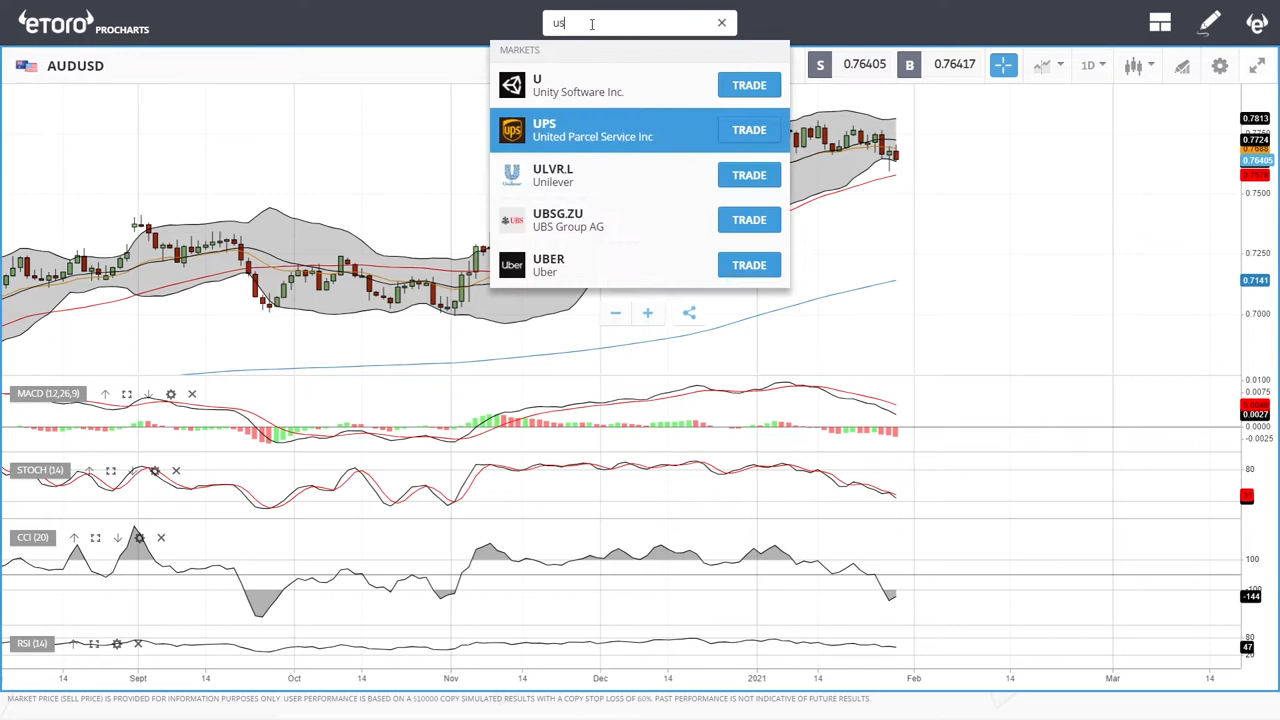 etoro PROCHARTS
us
MARKETS
U
Unity Software Inc.
TRADE
UPS
United Parcel Service Inc
TRADE
ULVR.L
Unilever
TRADE
UBSG.ZU
UBS Group AG
TRADE
UBER
Uber
TRADE
AUDUSD
S 0.76405 B 0.76417 1D
0.7813
0.7724
0.76405
0.7500
0.7250
0.7141
0.7000
MACD (12,26,9)
0.0100
0.0075
0.0027
0.0000
-0.0025
STOCH (14)
80
CCI (20)
100
-144
RSI (14)
80
47
14 Sept 14 Oct 14 Nov 14 Dec 14 2021 14 Feb 14 Mar 14
MARKET PRICE (SELL PRICE) IS PROVIDED FOR INFORMATION PURPOSES ONLY. USER PERFORMANCE IS BASED ON A $10000 COPY SIMULATED RESULTS WITH A COPY STOP LOSS OF 60%. PAST PERFORMANCE IS NOT INDICATIVE OF FUTURE RESULTS.